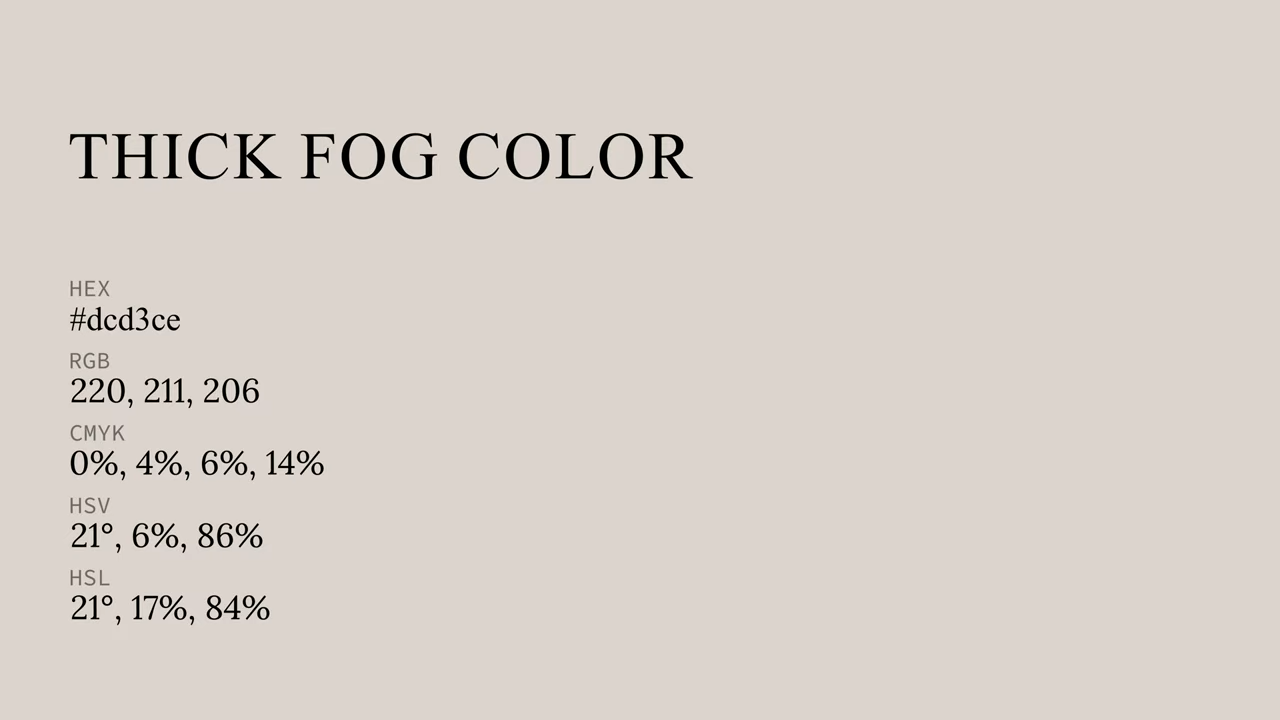 THICK FOG COLOR
HEX
#dcd3ce
RGB
220, 211, 206
CMYK
0%, 4%, 6%, 14%
HSV
21°, 6%, 86%
HSL
21°, 17%, 84%